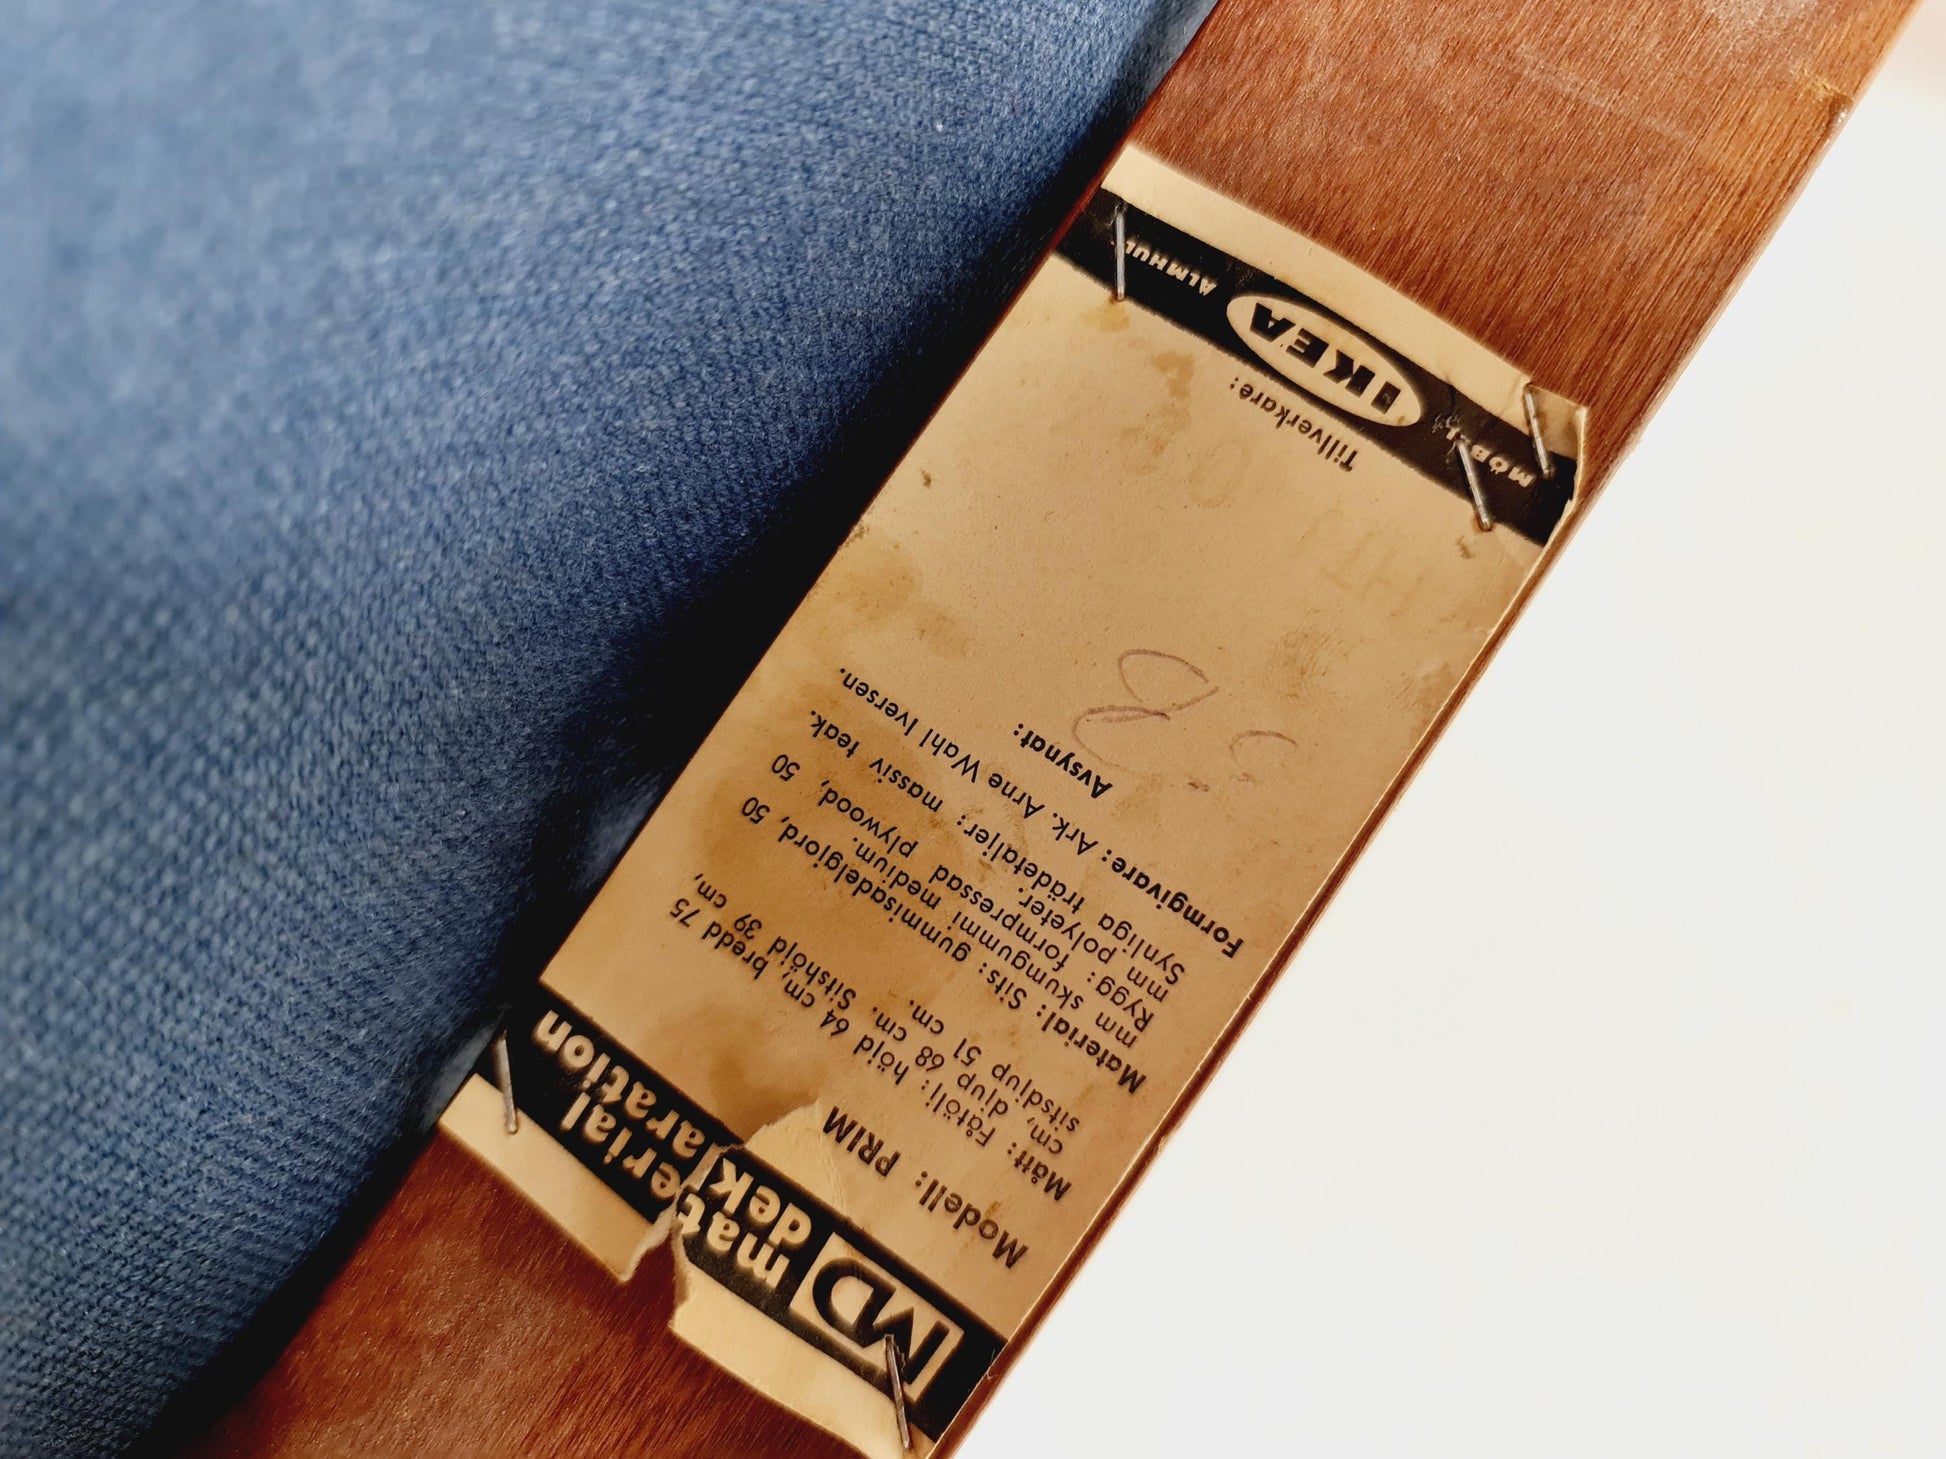 MD material
deklaration
Modell: PRIM
Mått: Fåtölj: höjd 64 cm, bredd 75
cm, djup 68 cm. Sitshöjd 39 cm,
sitsdjup 51 cm.
Material: Sits: gummisadelgjord, 50
mm skumgummi medium.
Rygg: formpressad plywood, 50
mm polyeter.
Synliga trädetaljer: massiv teak.
Formgivare: Ark. Arne Wahl Iversen.
Avsynat:
Tillverkare:
IKEA